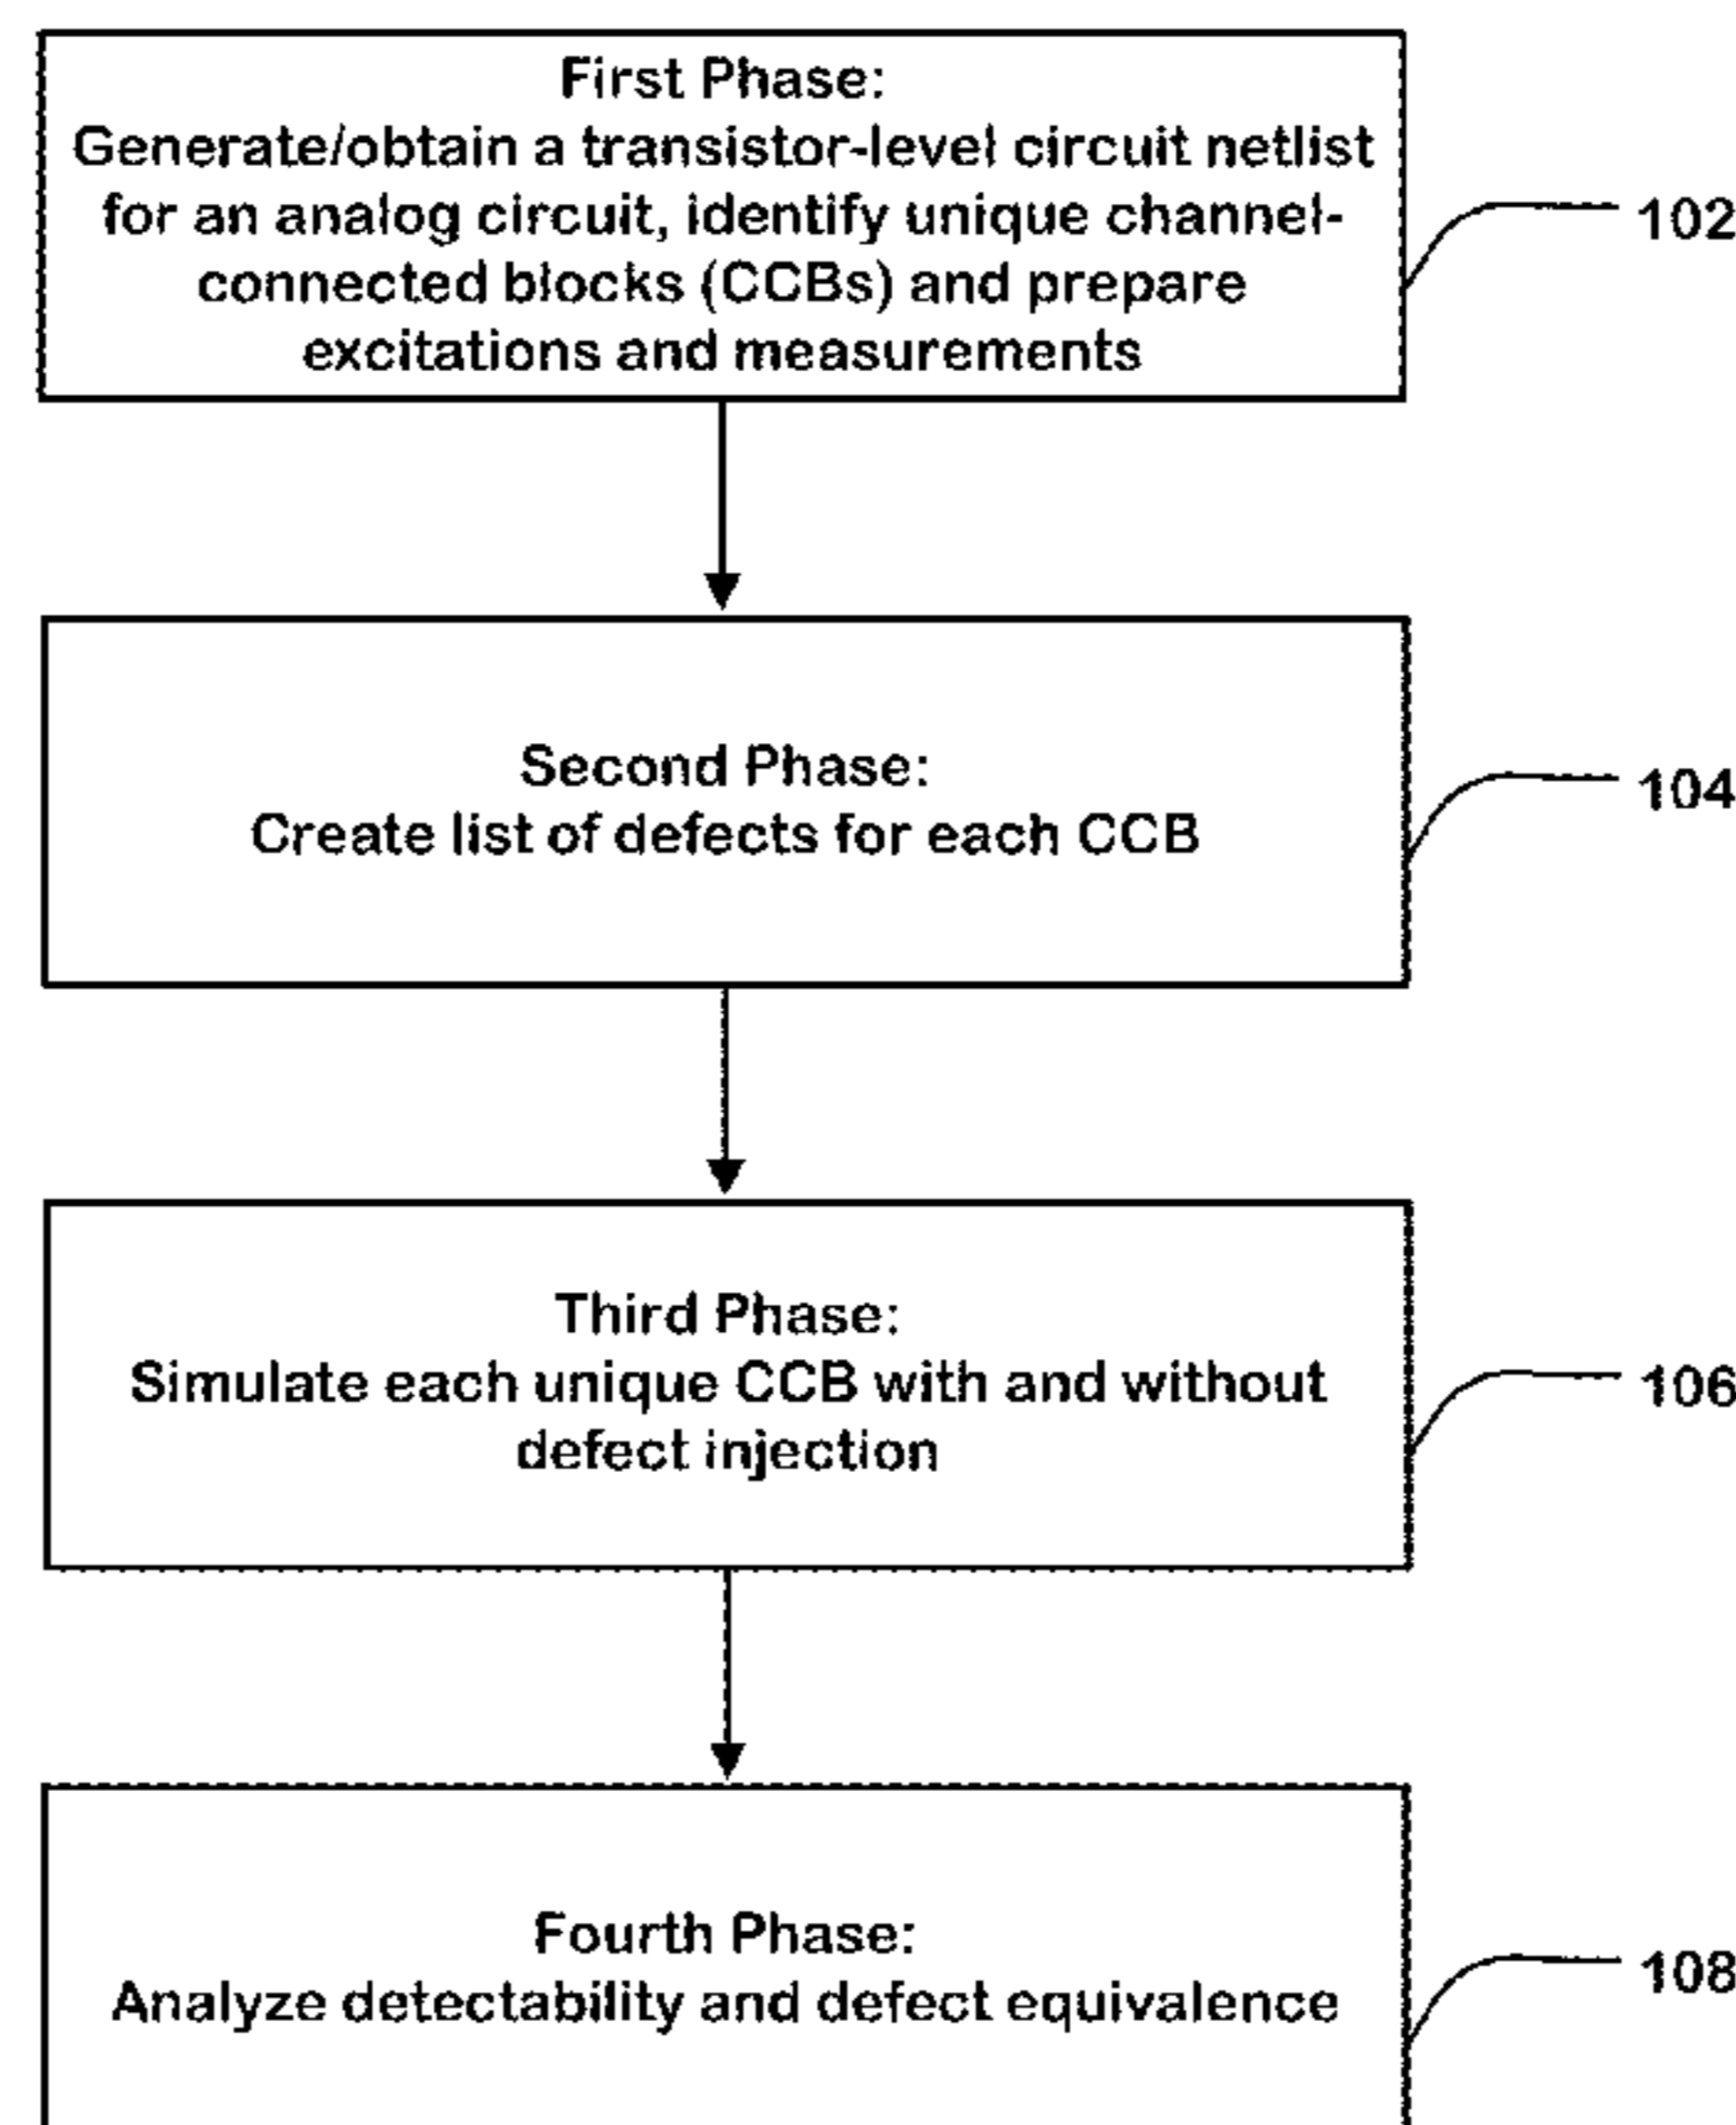 First Phase:
Generate/obtain a transistor-level circuit netlist
for an analog circuit, identify unique channel-
connected blocks (CCBs) and prepare
excitations and measurements
102
Second Phase:
Create list of defects for each CCB
104
Third Phase:
Simulate each unique CCB with and without
defect injection
106
Fourth Phase:
Analyze detectability and defect equivalence
108